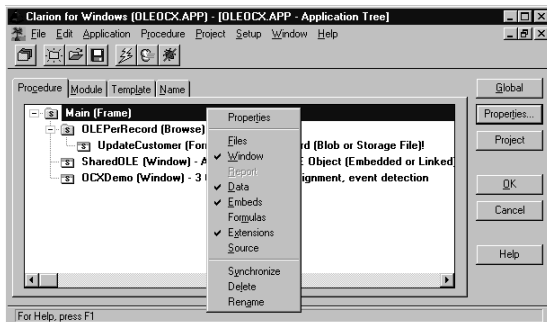 Clarion for Windows (OLEOCX.APP) - [OLEOCX.APP - Application Tree]
File Edit Application Procedure Project Setup Window Help
Procedure Module Template Name
Global
Properties...
Project
OK
Cancel
Help
Main (Frame)
OLEPerRecord (Browse)
UpdateCustomer (For rd (Blob or Storage File)!
SharedOLE (Window) - A E Object (Embedded or Linked)
OCXDemo (Window) - 3 ignment, event detection
Properties
Files
Window
Report
Data
Embeds
Formulas
Extensions
Source
Synchronize
Delete
Rename
For Help, press F1